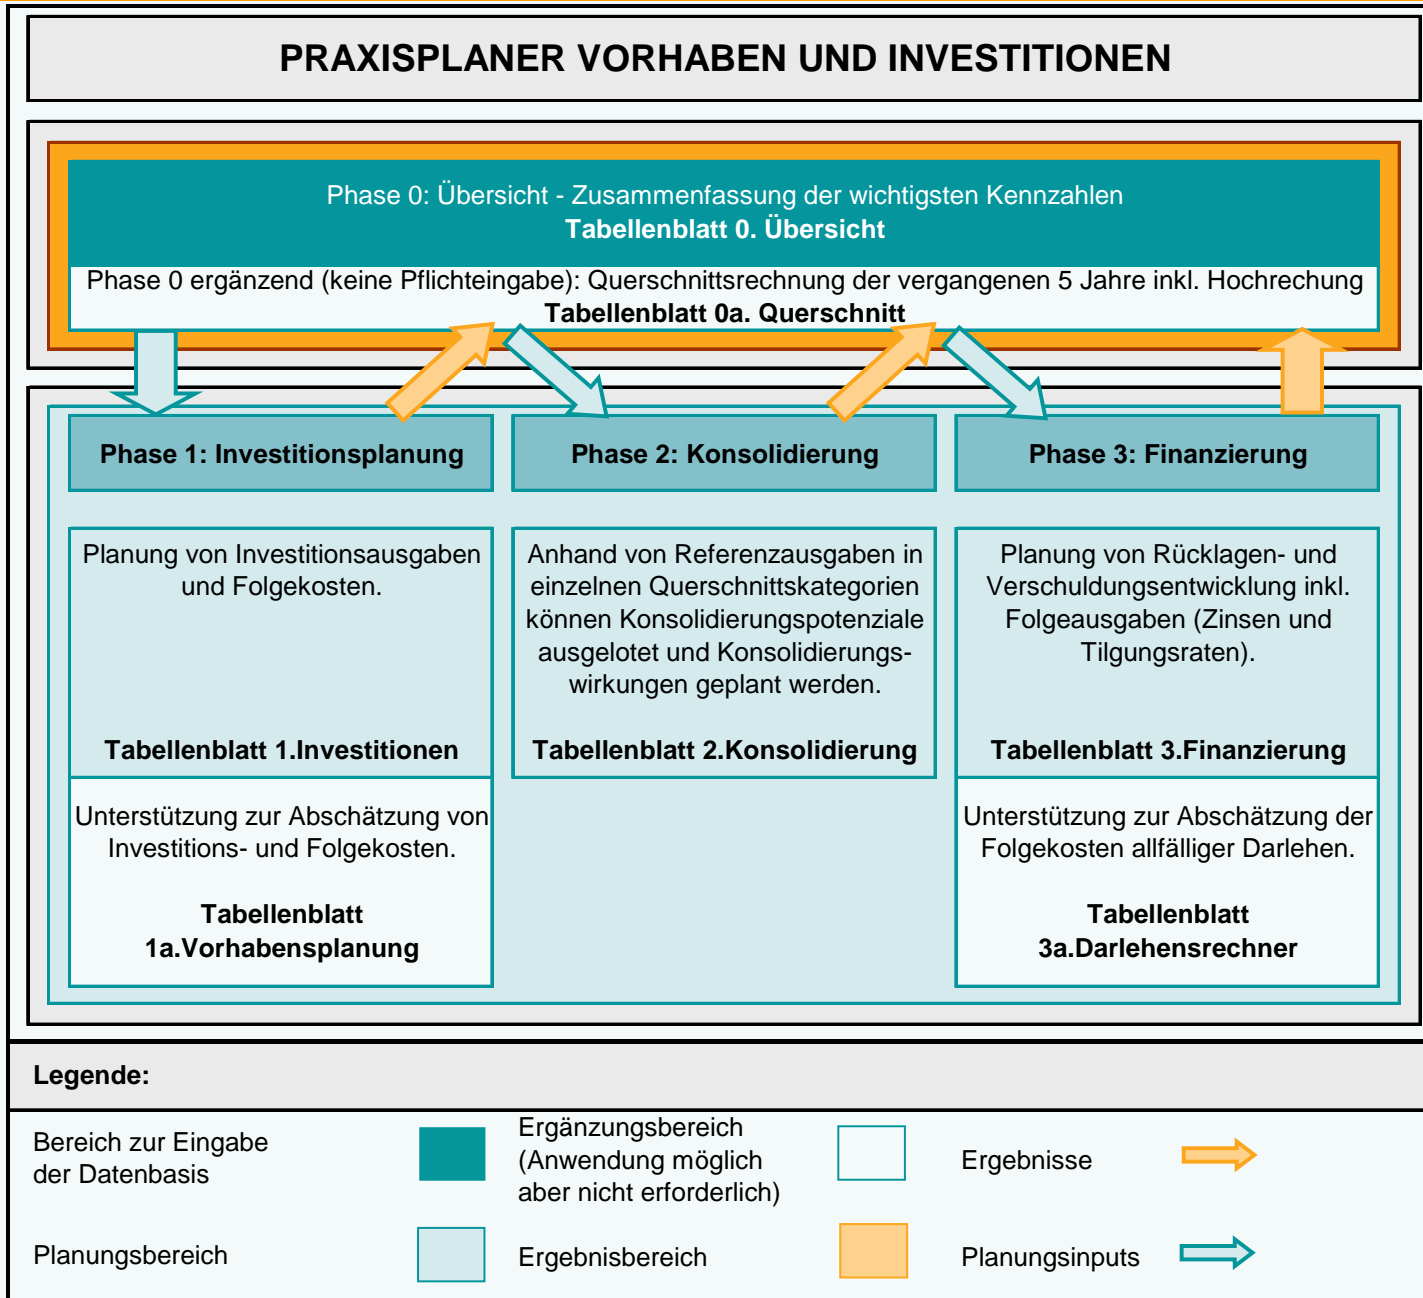 PRAXISPLANER VORHABEN UND INVESTITIONEN
Phase 0: Übersicht - Zusammenfassung der wichtigsten Kennzahlen
Tabellenblatt 0. Übersicht
Phase 0 ergänzend (keine Pflichteingabe): Querschnittsrechnung der vergangenen 5 Jahre inkl. Hochrechung
Tabellenblatt 0a. Querschnitt
Phase 1: Investitionsplanung
Planung von Investitionsausgaben
und Folgekosten.
Tabellenblatt 1.Investitionen
Unterstützung zur Abschätzung von
Investitions- und Folgekosten.
Tabellenblatt
1a.Vorhabensplanung
Phase 2: Konsolidierung
Anhand von Referenzausgaben in
einzelnen Querschnittskategorien
können Konsolidierungspotenziale
ausgelotet und Konsolidierungs-
wirkungen geplant werden.
Tabellenblatt 2.Konsolidierung
Phase 3: Finanzierung
Planung von Rücklagen- und
Verschuldungsentwicklung inkl.
Folgeausgaben (Zinsen und
Tilgungsraten).
Tabellenblatt 3.Finanzierung
Unterstützung zur Abschätzung der
Folgekosten allfälliger Darlehen.
Tabellenblatt
3a.Darlehensrechner
Legende:
Bereich zur Eingabe
der Datenbasis
Ergänzungsbereich
(Anwendung möglich
aber nicht erforderlich)
Ergebnisse
Planungsbereich
Ergebnisbereich
Planungsinputs